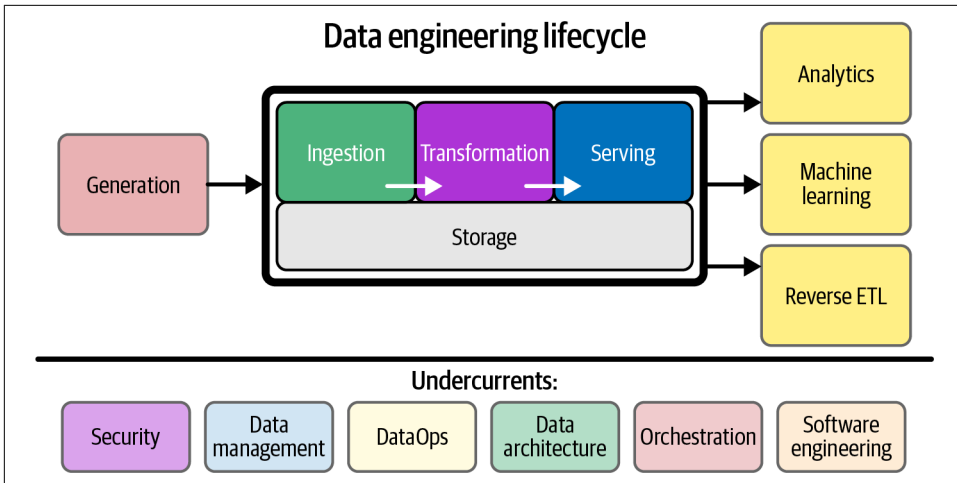 Data engineering lifecycle
Generation
Ingestion
Transformation
Serving
Storage
Analytics
Machine
learning
Reverse ETL
Undercurrents:
Security
Data
management
DataOps
Data
architecture
Orchestration
Software
engineering